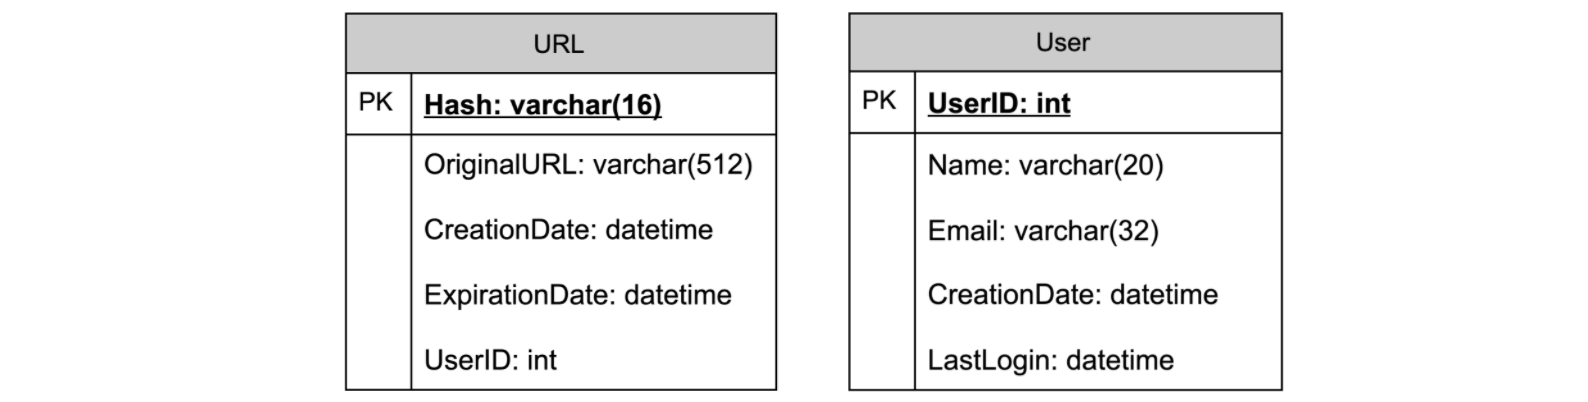 URL
PK Hash: varchar(16)
OriginalURL: varchar(512)
CreationDate: datetime
ExpirationDate: datetime
UserID: int
User
PK UserID: int
Name: varchar(20)
Email: varchar(32)
CreationDate: datetime
LastLogin: datetime